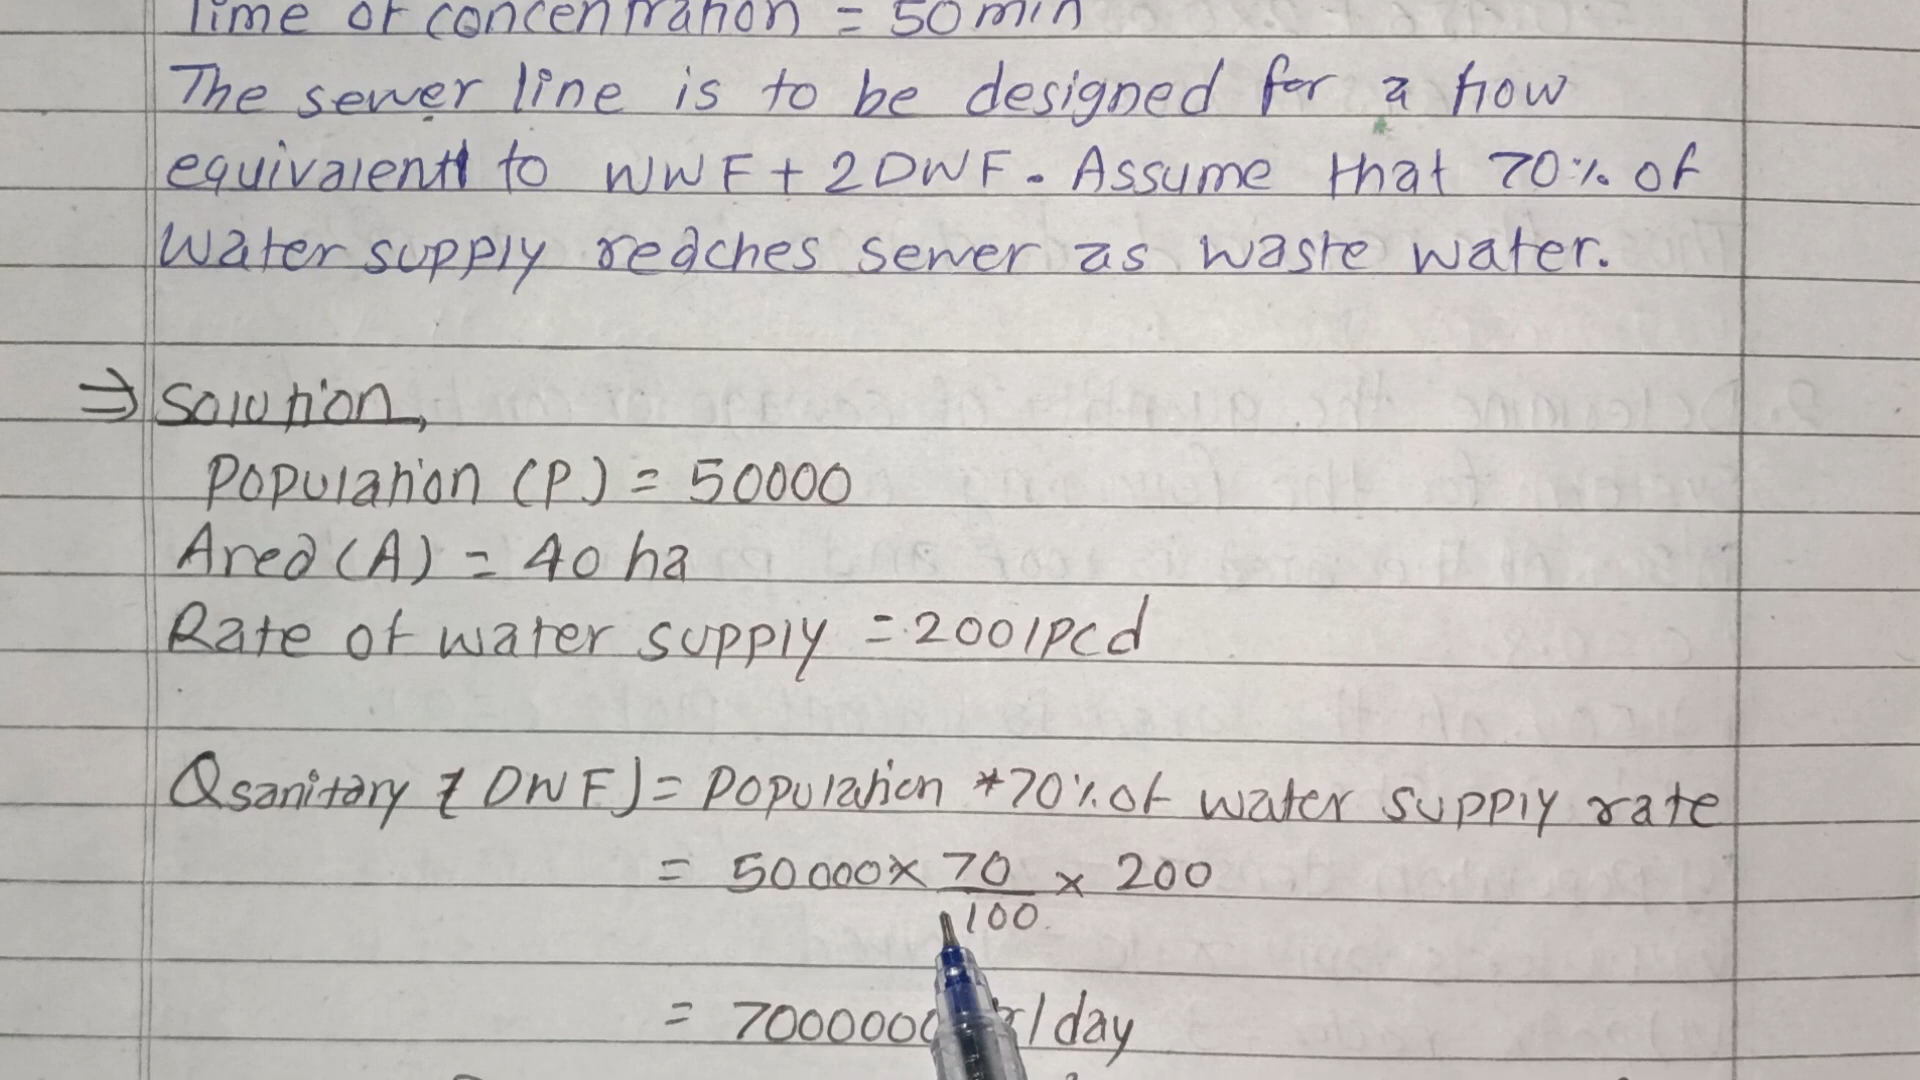 Time of concentration = 50 min
The sewer line is to be designed for a flow
equivalent to WWF + 2DWF. Assume that 70% of
Water supply reaches sewer as waste water.
⇒ Solution,
Population (P) = 50000
Area (A) = 40 ha
Rate of water supply = 200 lpcd
Qsanitary { DWF) = Population * 70% of water supply rate
= 50000 × 70/100 × 200
= 7000000 /day